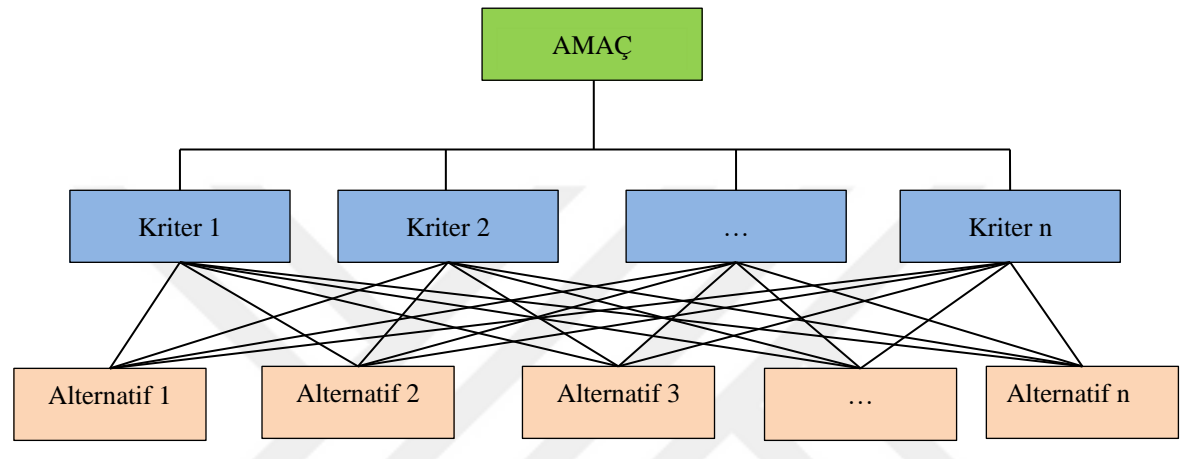 AMAÇ
Kriter 1
Kriter 2
…
Kriter n
Alternatif 1
Alternatif 2
Alternatif 3
…
Alternatif n